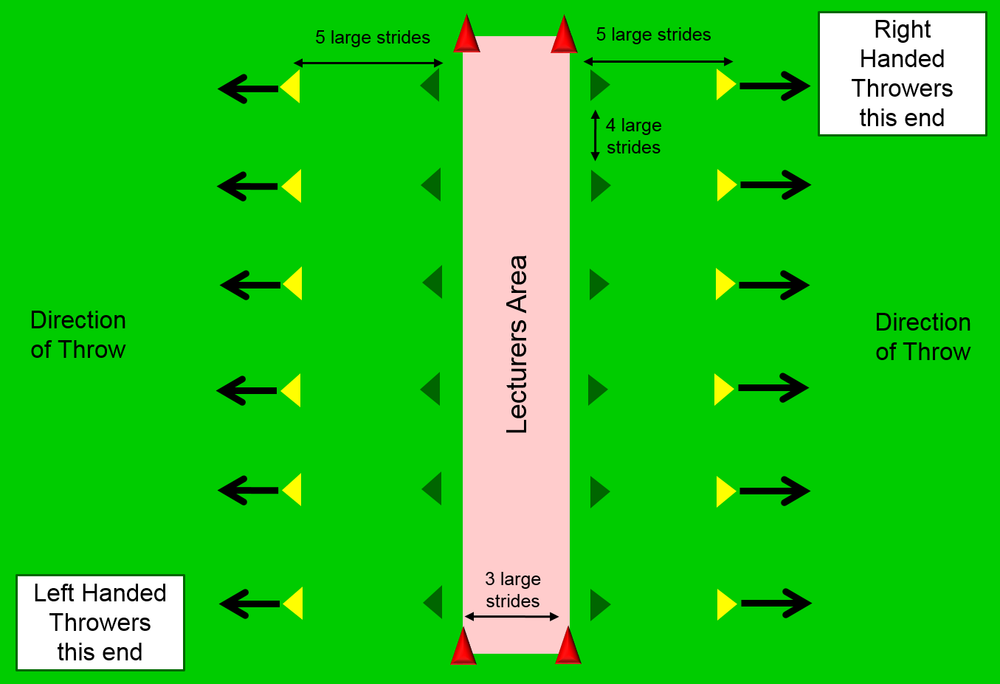 5 large strides
5 large strides
Right
Handed
Throwers
this end
4 large
strides
Lecturers Area
Direction
of Throw
Direction
of Throw
3 large
strides
Left Handed
Throwers
this end